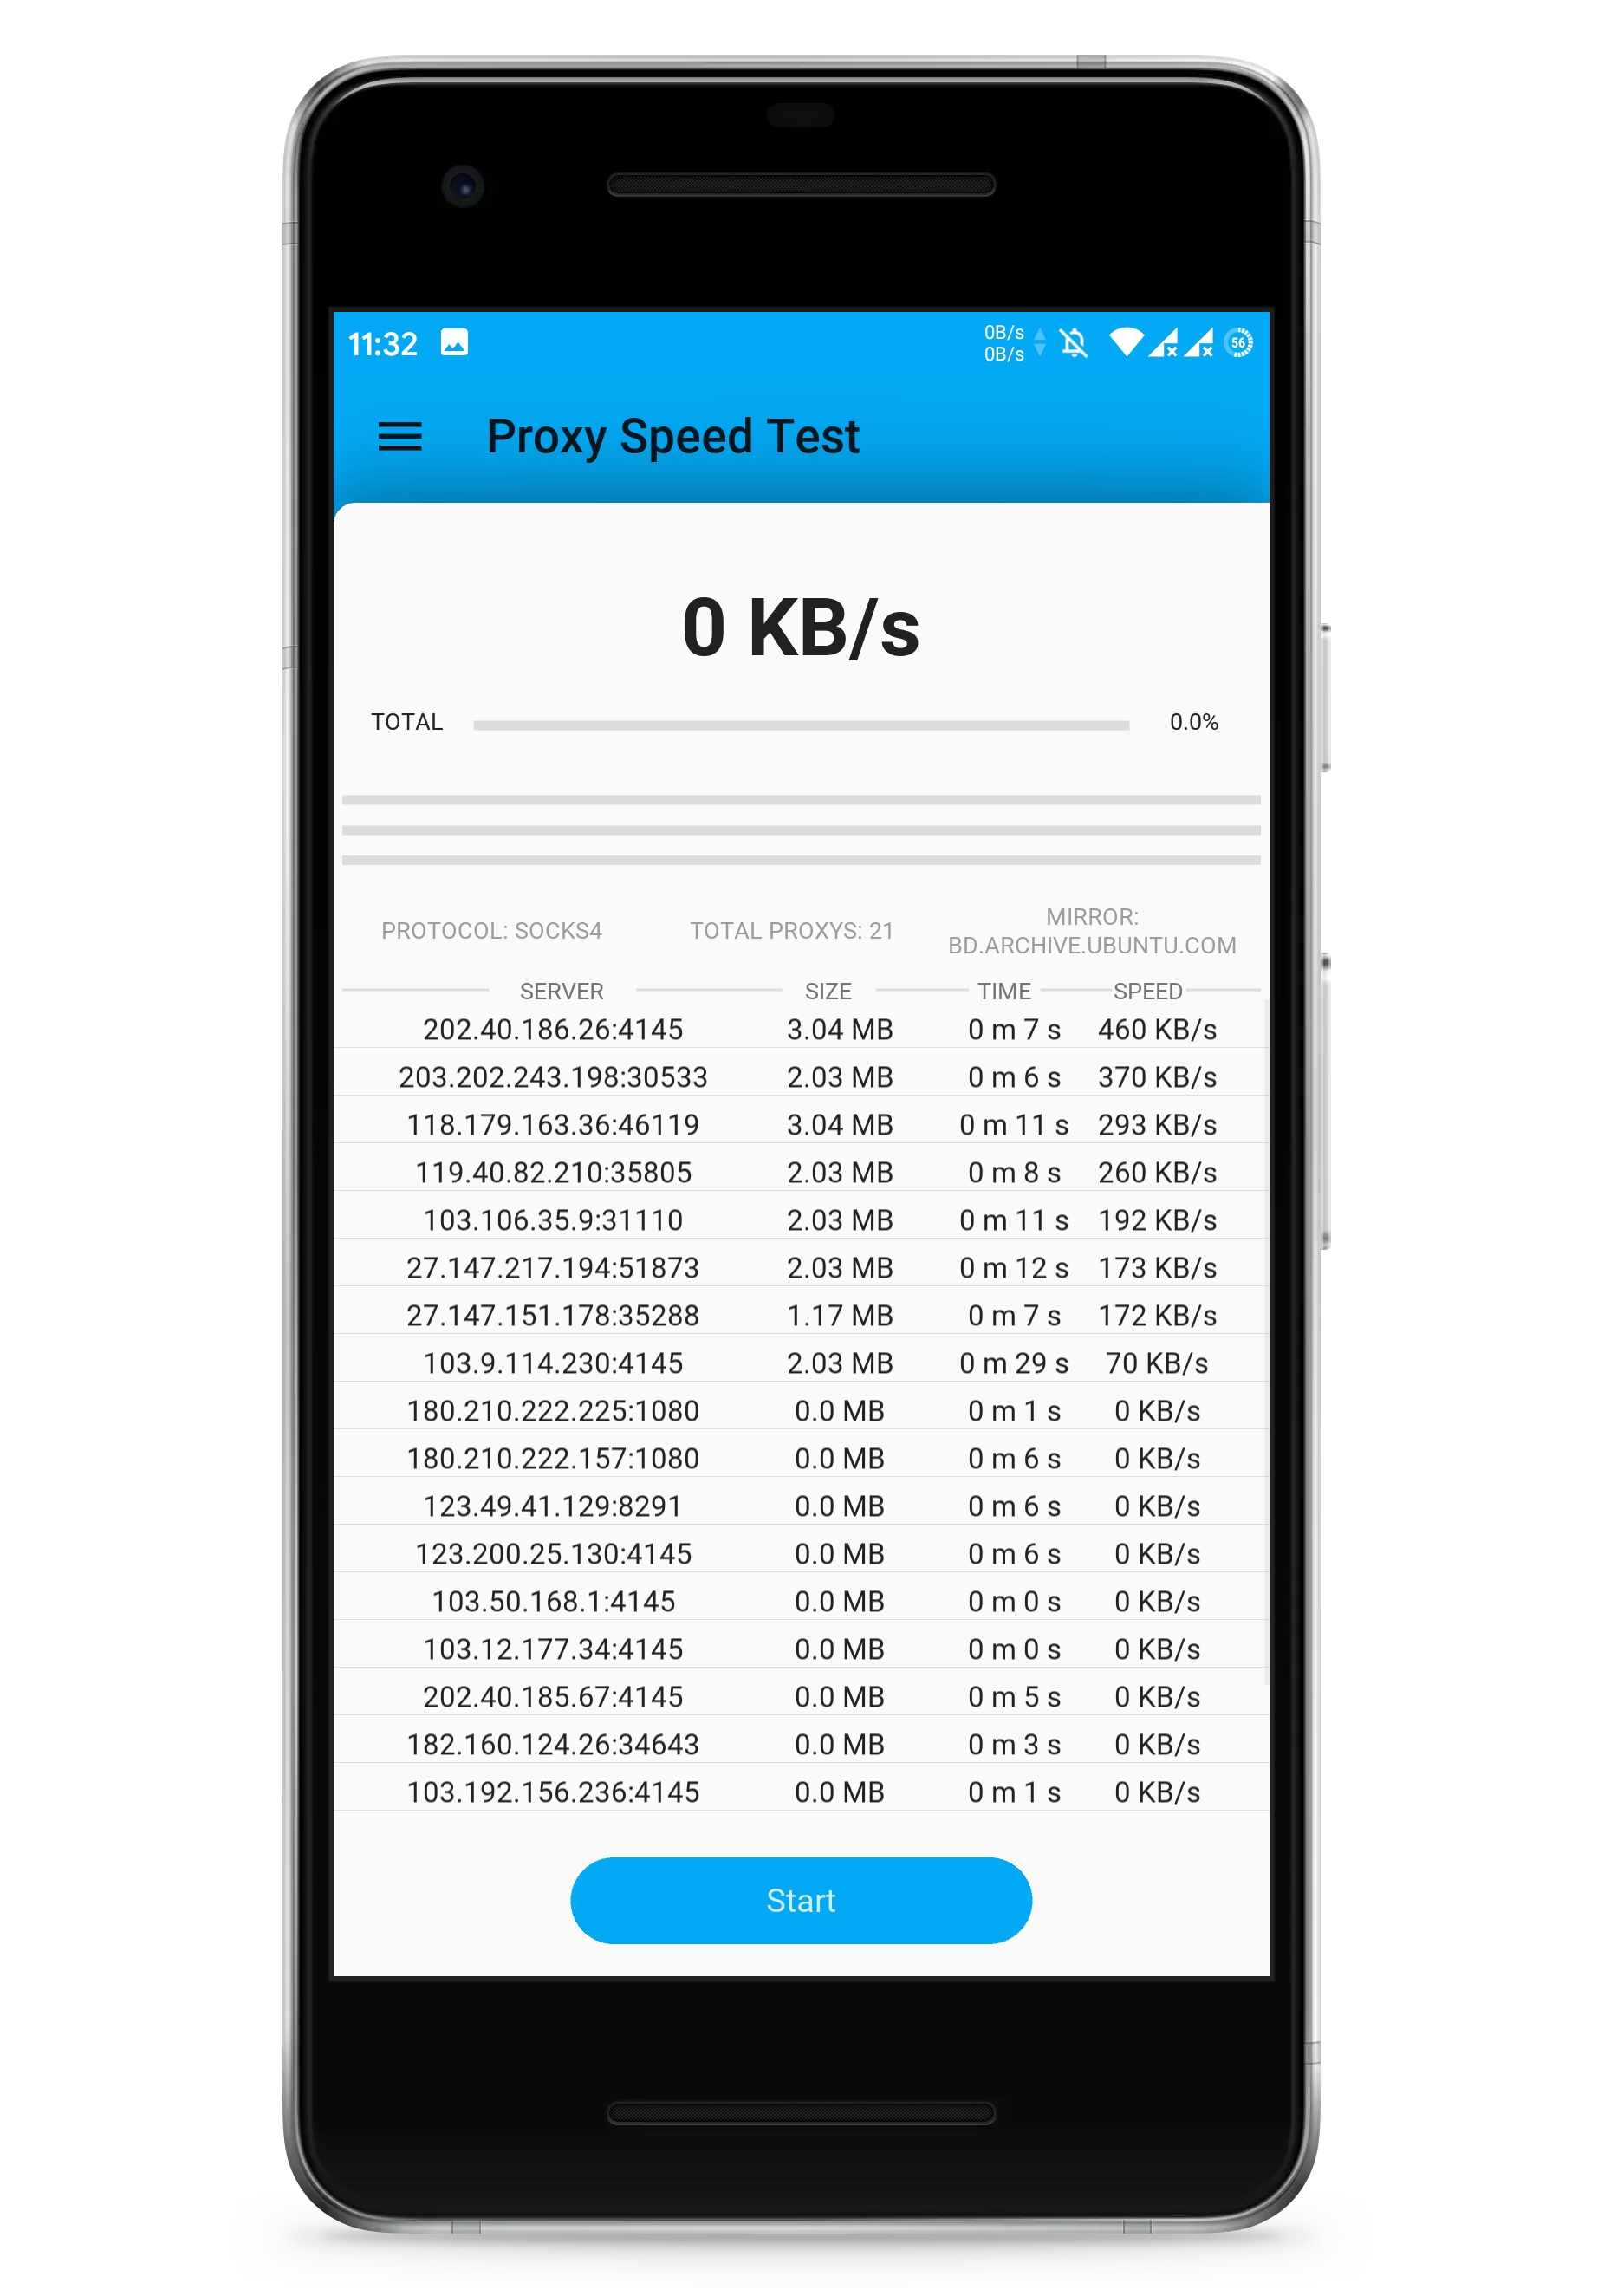 11:32 0B/s 56
0B/s
Proxy Speed Test
0 KB/s
TOTAL 0.0%
PROTOCOL: SOCKS4 TOTAL PROXYS: 21 MIRROR:
BD.ARCHIVE.UBUNTU.COM
SERVER SIZE TIME SPEED
202.40.186.26:4145 3.04 MB 0 m 7 s 460 KB/s
203.202.243.198:30533 2.03 MB 0 m 6 s 370 KB/s
118.179.163.36:46119 3.04 MB 0 m 11 s 293 KB/s
119.40.82.210:35805 2.03 MB 0 m 8 s 260 KB/s
103.106.35.9:31110 2.03 MB 0 m 11 s 192 KB/s
27.147.217.194:51873 2.03 MB 0 m 12 s 173 KB/s
27.147.151.178:35288 1.17 MB 0 m 7 s 172 KB/s
103.9.114.230:4145 2.03 MB 0 m 29 s 70 KB/s
180.210.222.225:1080 0.0 MB 0 m 1 s 0 KB/s
180.210.222.157:1080 0.0 MB 0 m 6 s 0 KB/s
123.49.41.129:8291 0.0 MB 0 m 6 s 0 KB/s
123.200.25.130:4145 0.0 MB 0 m 6 s 0 KB/s
103.50.168.1:4145 0.0 MB 0 m 0 s 0 KB/s
103.12.177.34:4145 0.0 MB 0 m 0 s 0 KB/s
202.40.185.67:4145 0.0 MB 0 m 5 s 0 KB/s
182.160.124.26:34643 0.0 MB 0 m 3 s 0 KB/s
103.192.156.236:4145 0.0 MB 0 m 1 s 0 KB/s
Start